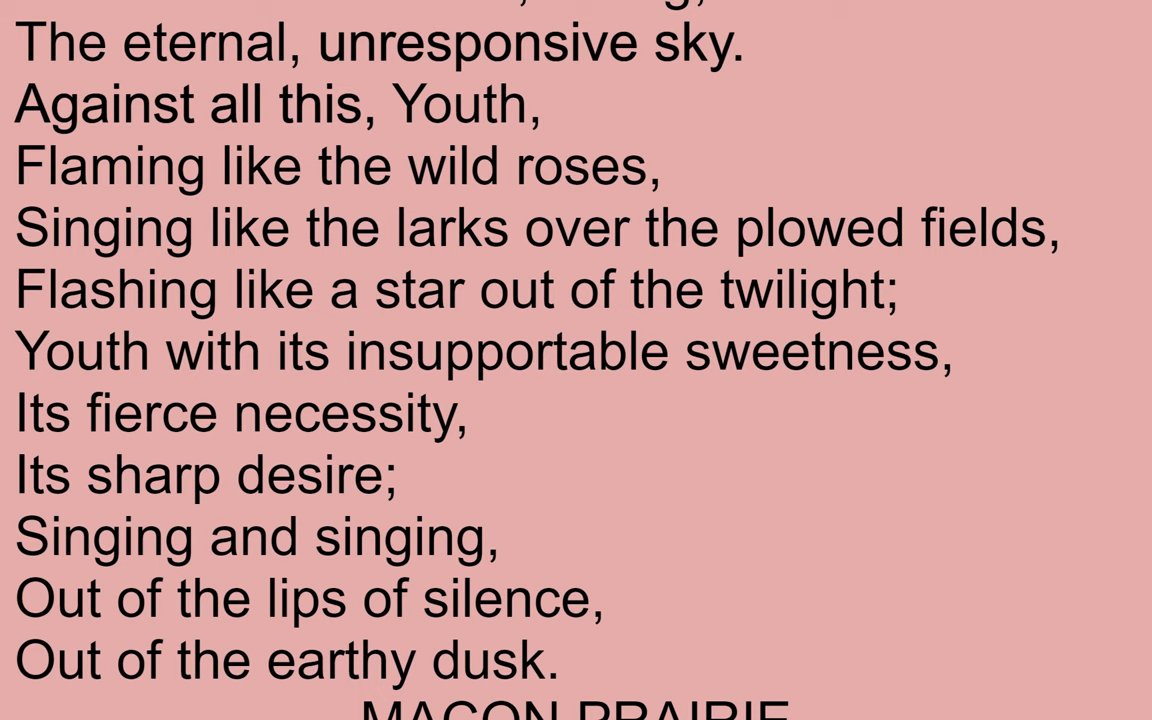 The eternal, unresponsive sky.
Against all this, Youth,
Flaming like the wild roses,
Singing like the larks over the plowed fields,
Flashing like a star out of the twilight;
Youth with its insupportable sweetness,
Its fierce necessity,
Its sharp desire;
Singing and singing,
Out of the lips of silence,
Out of the earthy dusk.
MACON PRAIRIE